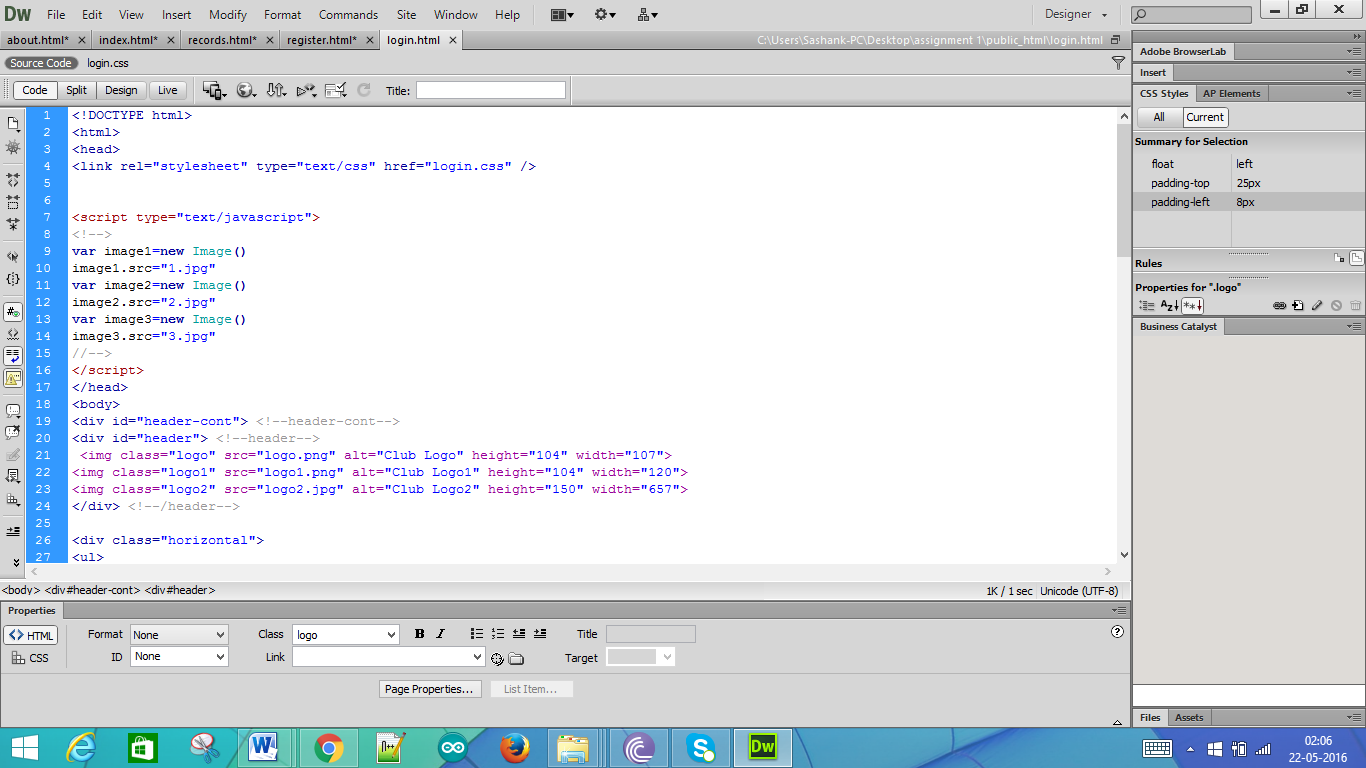 Dw File Edit View Insert Modify Format Commands Site Window Help Designer
about.html* index.html* records.html* register.html* login.html C:\Users\Sashank-PC\Desktop\assignment 1\public_html\login.html
Source Code login.css
Code Split Design Live Title:
1 <!DOCTYPE html>
2 <html>
3 <head>
4 <link rel="stylesheet" type="text/css" href="login.css" />
5
6
7 <script type="text/javascript">
8 <!-->
9 var image1=new Image()
10 image1.src="1.jpg"
11 var image2=new Image()
12 image2.src="2.jpg"
13 var image3=new Image()
14 image3.src="3.jpg"
15 //-->
16 </script>
17 </head>
18 <body>
19 <div id="header-cont"> <!--header-cont-->
20 <div id="header"> <!--header-->
21 <img class="logo" src="logo.png" alt="Club Logo" height="104" width="107">
22 <img class="logo1" src="logo1.png" alt="Club Logo1" height="104" width="120">
23 <img class="logo2" src="logo2.jpg" alt="Club Logo2" height="150" width="657">
24 </div> <!--/header-->
25
26 <div class="horizontal">
27 <ul>
<body> <div#header-cont> <div#header> 1K / 1 sec Unicode (UTF-8)
Properties
HTML Format None Class logo B I Title
CSS ID None Link Target
Page Properties... List Item...
Adobe BrowserLab
Insert
CSS Styles AP Elements
All Current
Summary for Selection
float left
padding-top 25px
padding-left 8px
Rules
Properties for ".logo"
Business Catalyst
Files Assets
Dw
02:06
22-05-2016